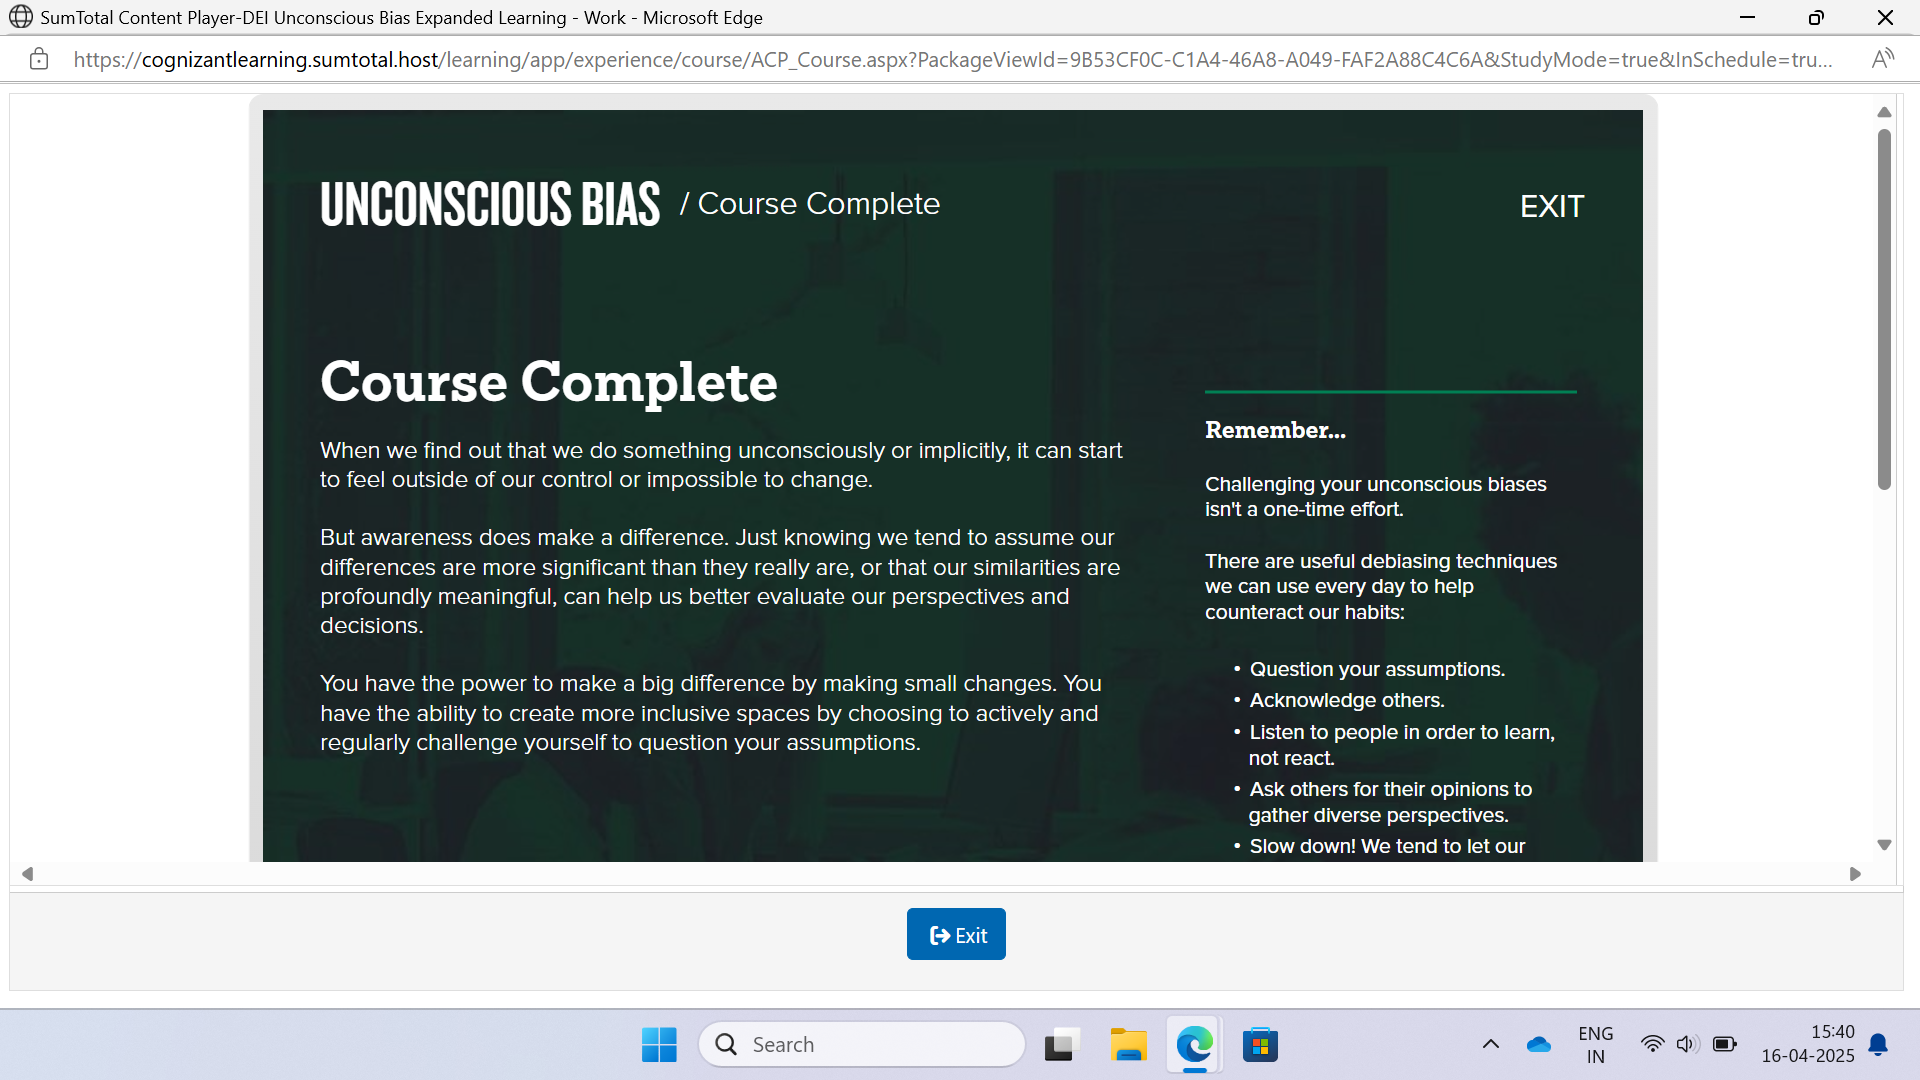 SumTotal Content Player-DEI Unconscious Bias Expanded Learning - Work - Microsoft Edge
https://cognizantlearning.sumtotal.host/learning/app/experience/course/ACP_Course.aspx?PackageViewId=9B53CF0C-C1A4-46A8-A049-FAF2A88C4C6A&StudyMode=true&InSchedule=tru...
UNCONSCIOUS BIAS / Course Complete
EXIT
Course Complete
When we find out that we do something unconsciously or implicitly, it can start
to feel outside of our control or impossible to change.
But awareness does make a difference. Just knowing we tend to assume our
differences are more significant than they really are, or that our similarities are
profoundly meaningful, can help us better evaluate our perspectives and
decisions.
You have the power to make a big difference by making small changes. You
have the ability to create more inclusive spaces by choosing to actively and
regularly challenge yourself to question your assumptions.
Remember...
Challenging your unconscious biases
isn't a one-time effort.
There are useful debiasing techniques
we can use every day to help
counteract our habits:
• Question your assumptions.
• Acknowledge others.
• Listen to people in order to learn,
not react.
• Ask others for their opinions to
gather diverse perspectives.
• Slow down! We tend to let our
Exit
Search
ENG
IN
15:40
16-04-2025